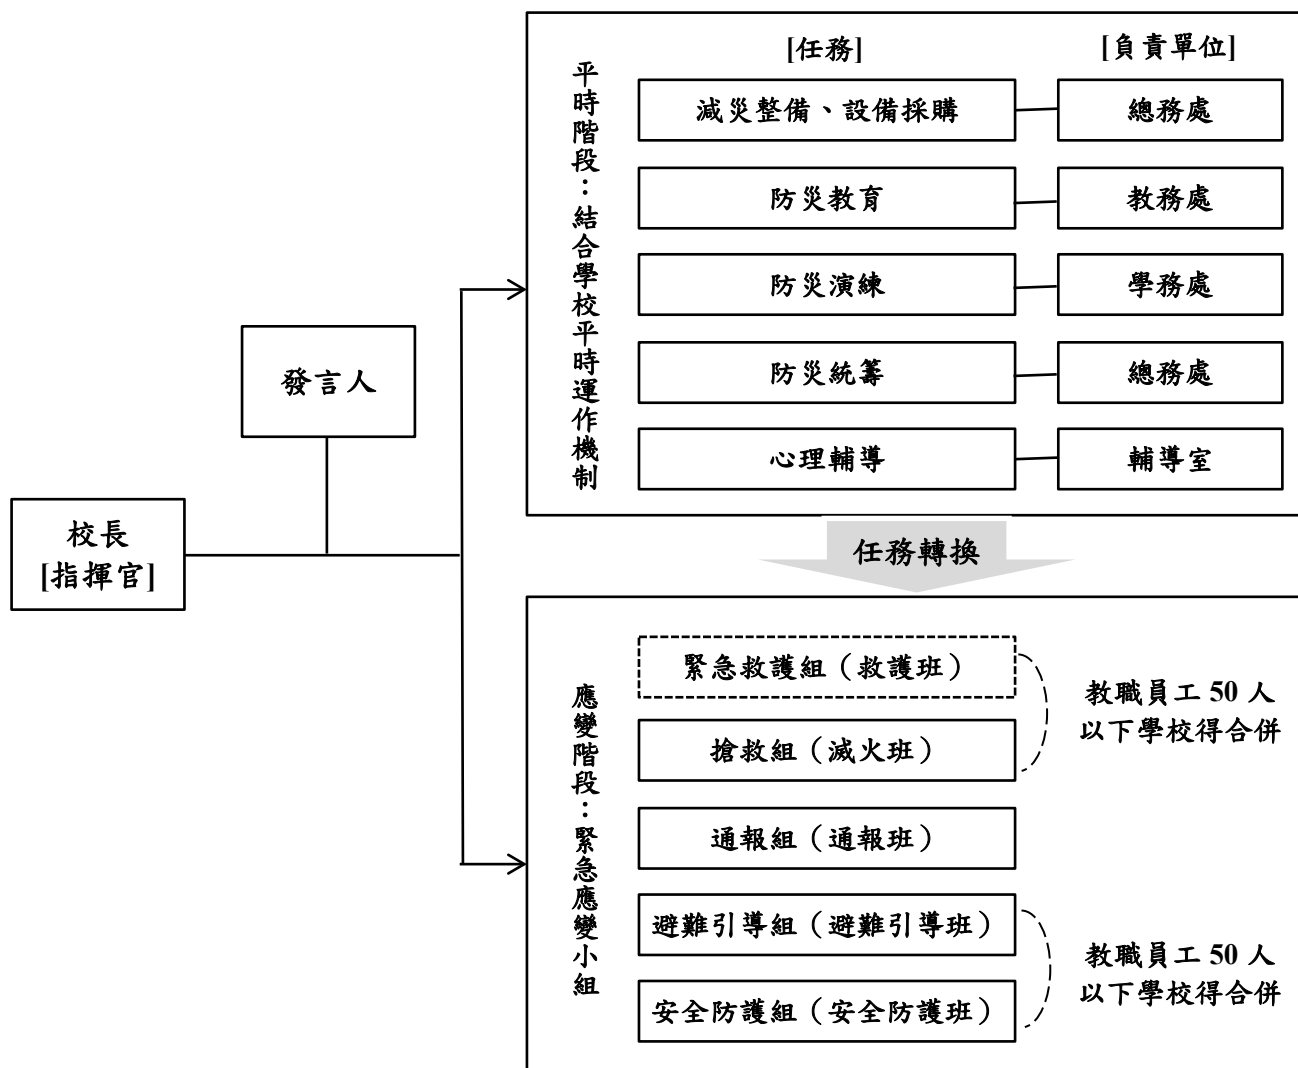 [任務]
[負責單位]
平時階段：結合學校平時運作機制
減災整備、設備採購
總務處
防災教育
教務處
防災演練
學務處
防災統籌
總務處
心理輔導
輔導室
發言人
校長
[指揮官]
任務轉換
應變階段：緊急應變小組
緊急救護組（救護班）
搶救組（滅火班）
教職員工 50 人
以下學校得合併
通報組（通報班）
避難引導組（避難引導班）
安全防護組（安全防護班）
教職員工 50 人
以下學校得合併